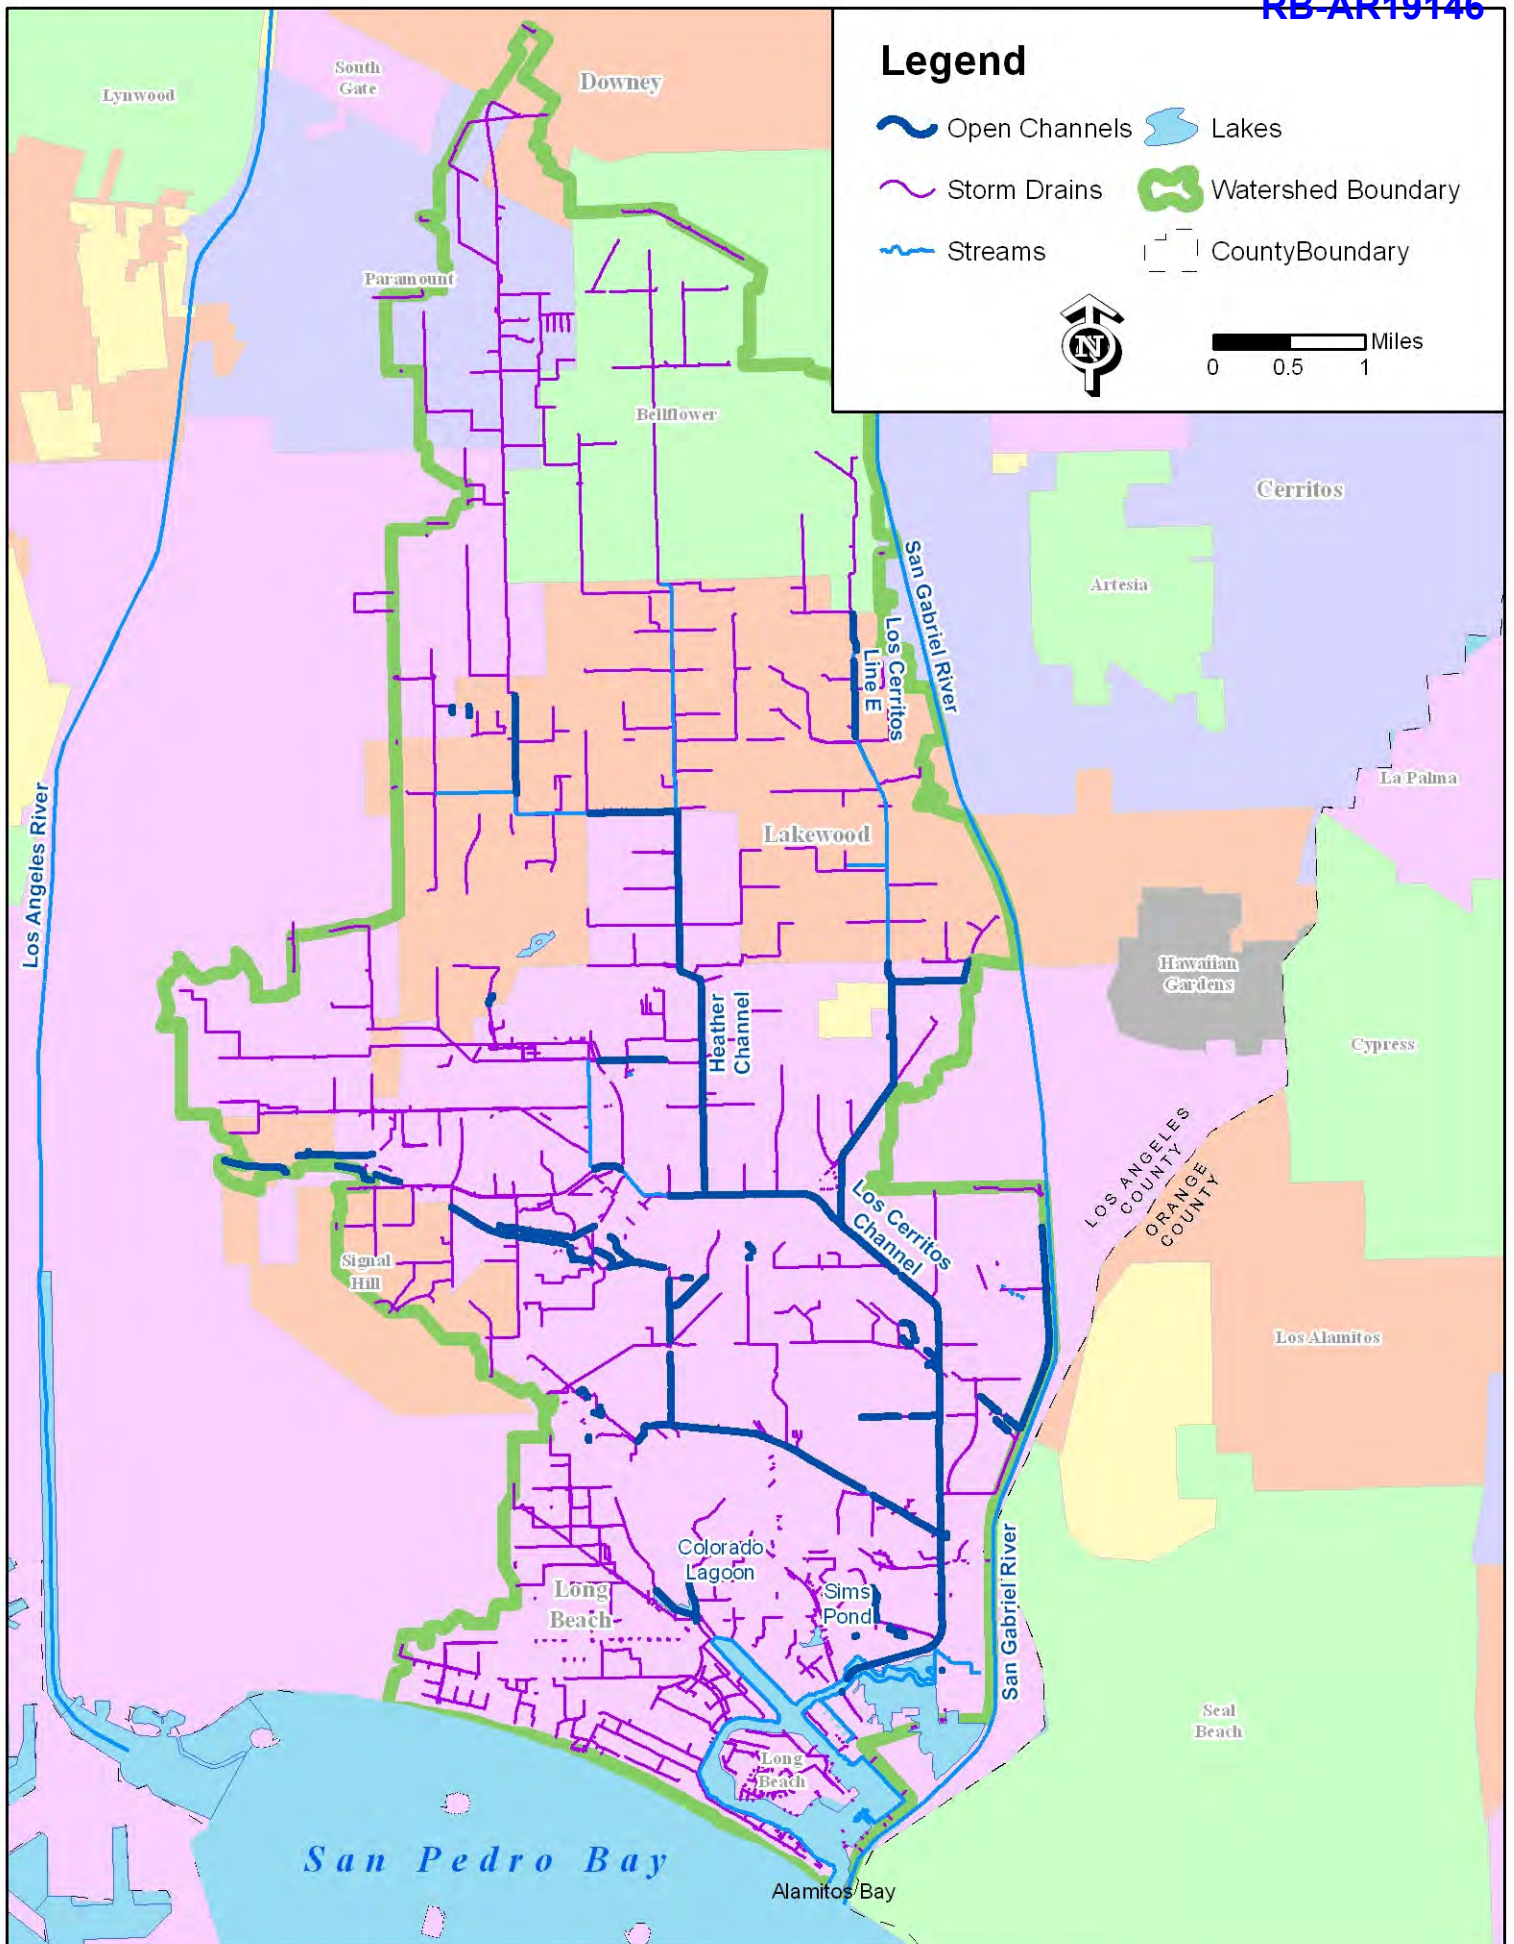 RB-AR19146
Legend
Open Channels
Lakes
Storm Drains
Watershed Boundary
Streams
CountyBoundary
N
Miles
0 0.5 1
Lynwood
South
Gate
Downey
Paramount
Bellflower
Cerritos
Artesia
San Gabriel River
Los Cerritos
Line E
La Palma
Los Angeles River
Lakewood
Hawaiian
Gardens
Heather
Channel
Cypress
LOS ANGELES
COUNTY
ORANGE
COUNTY
Los Cerritos
Channel
Signal
Hill
Los Alamitos
Colorado
Lagoon
Sims
Pond
Long
Beach
San Gabriel River
Seal
Beach
Long
Beach
San Pedro Bay
Alamitos Bay